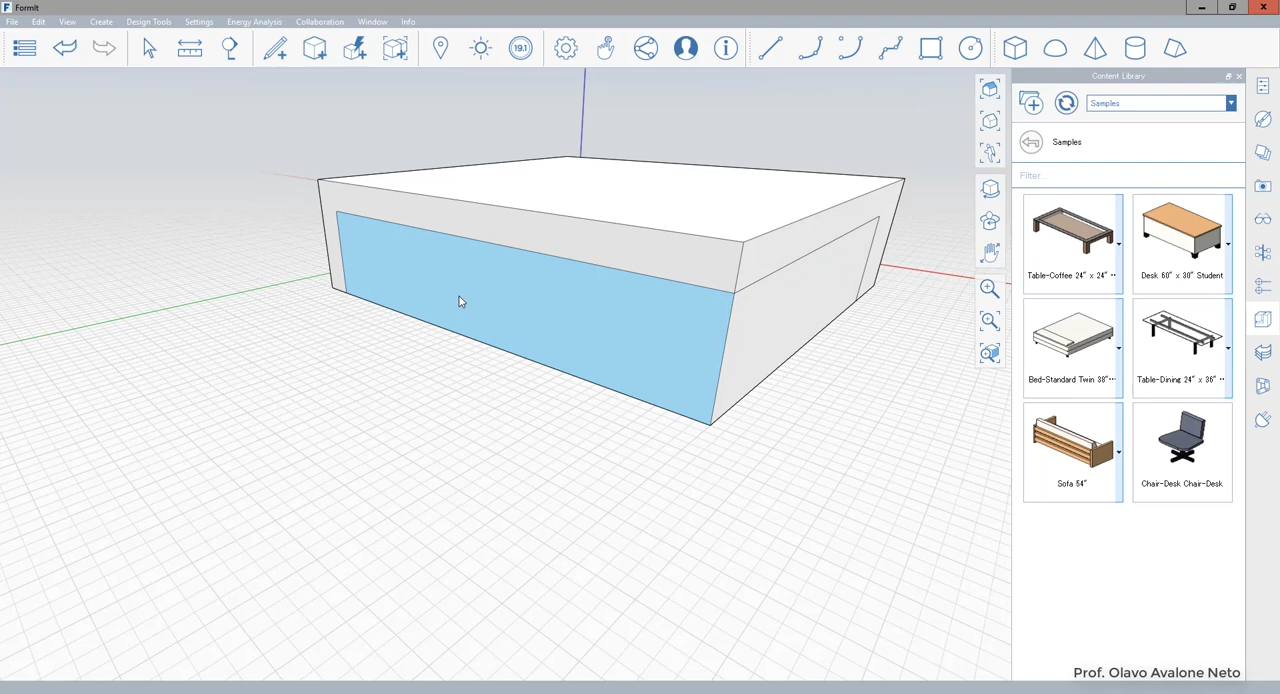 FormIt
File Edit View Create Design Tools Settings Energy Analysis Collaboration Window Info
19.1
Content Library
Samples
Samples
Filter...
Table-Coffee 24" x 24" ...
Desk 60" x 30" Student
Bed-Standard Twin 38"...
Table-Dining 24" x 36" ...
Sofa 54"
Chair-Desk Chair-Desk
Prof. Olavo Avalone Neto